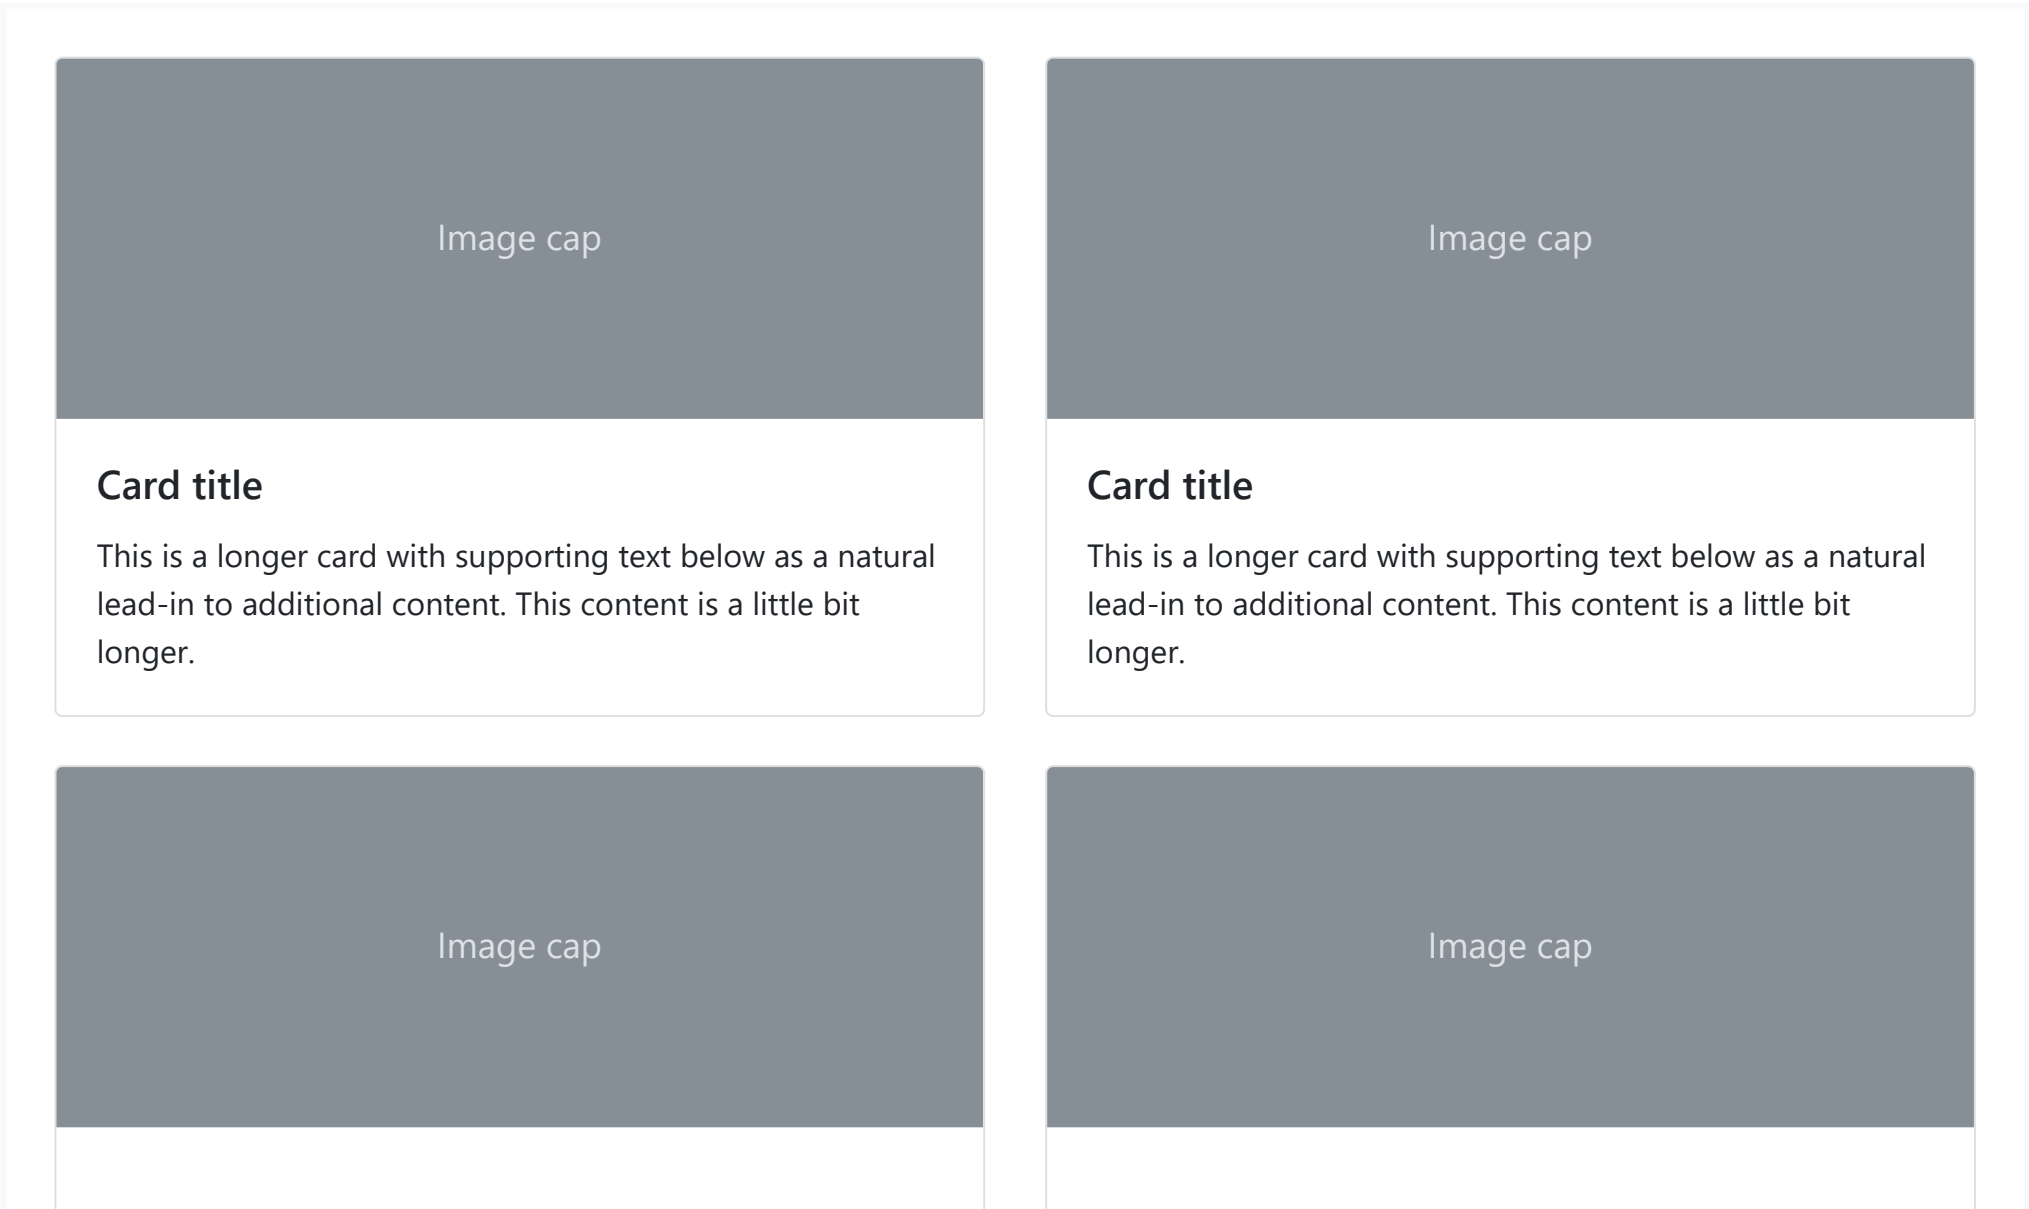 Image cap
Card title
This is a longer card with supporting text below as a natural
lead-in to additional content. This content is a little bit
longer.
Image cap
Card title
This is a longer card with supporting text below as a natural
lead-in to additional content. This content is a little bit
longer.
Image cap
Image cap